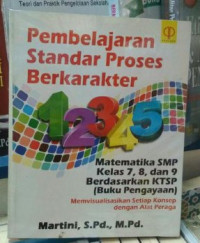 Teori dan Praktik Pengelolaan Sekolah
Pembelajaran
Standar Proses
Berkarakter
12345
Matematika SMP
Kelas 7, 8, dan 9
Berdasarkan KTSP
(Buku Pengayaan)
Memvisualisasikan Setiap Konsep
dengan Alat Peraga
Martini, S.Pd., M.Pd.